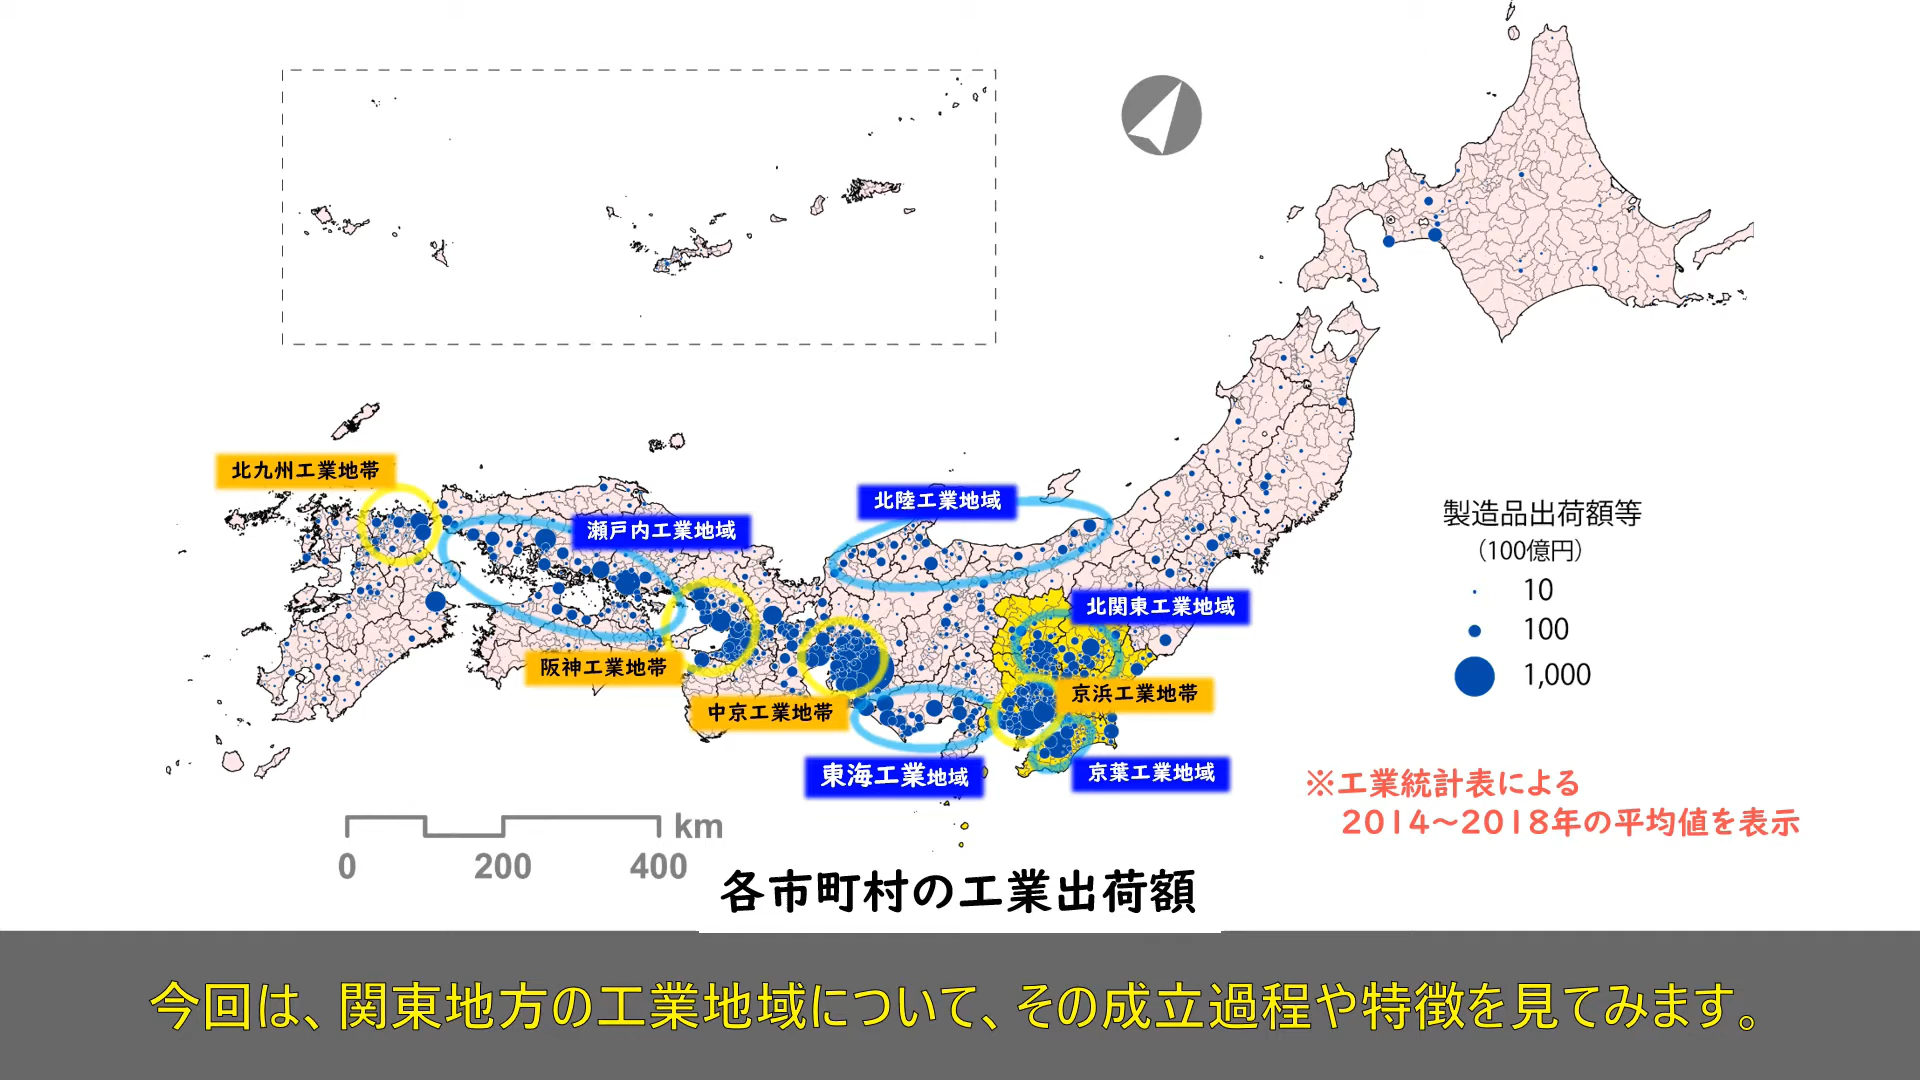 北九州工業地帯
瀬戸内工業地域
北陸工業地域
北関東工業地域
阪神工業地帯
中京工業地帯
京浜工業地帯
東海工業地域
京葉工業地域
製造品出荷額等
(100億円)
10
100
1,000
※工業統計表による
2014~2018年の平均値を表示
km
0 200 400
各市町村の工業出荷額
今回は、関東地方の工業地域について、その成立過程や特徴を見てみます。